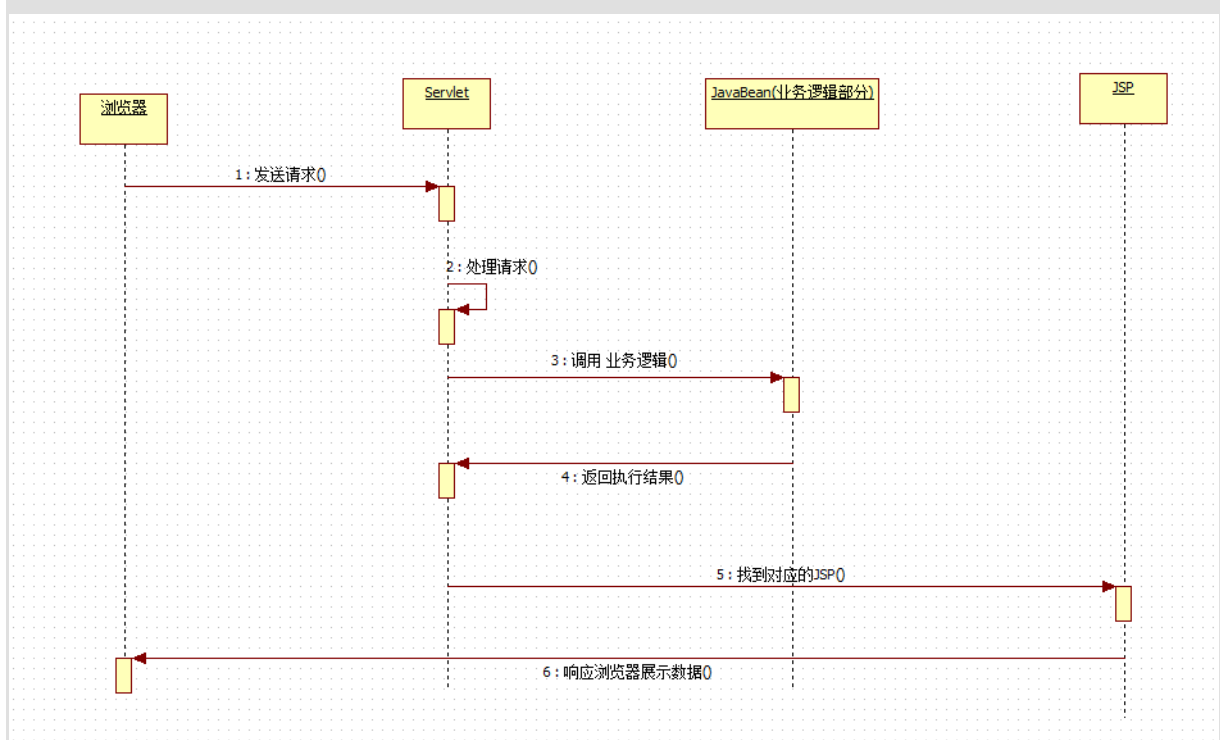 浏览器
Servlet
JavaBean(业务逻辑部分)
JSP
1 : 发送请求()
2 : 处理请求()
3 : 调用 业务逻辑()
4 : 返回执行结果()
5 : 找到对应的JSP()
6 : 响应浏览器展示数据()